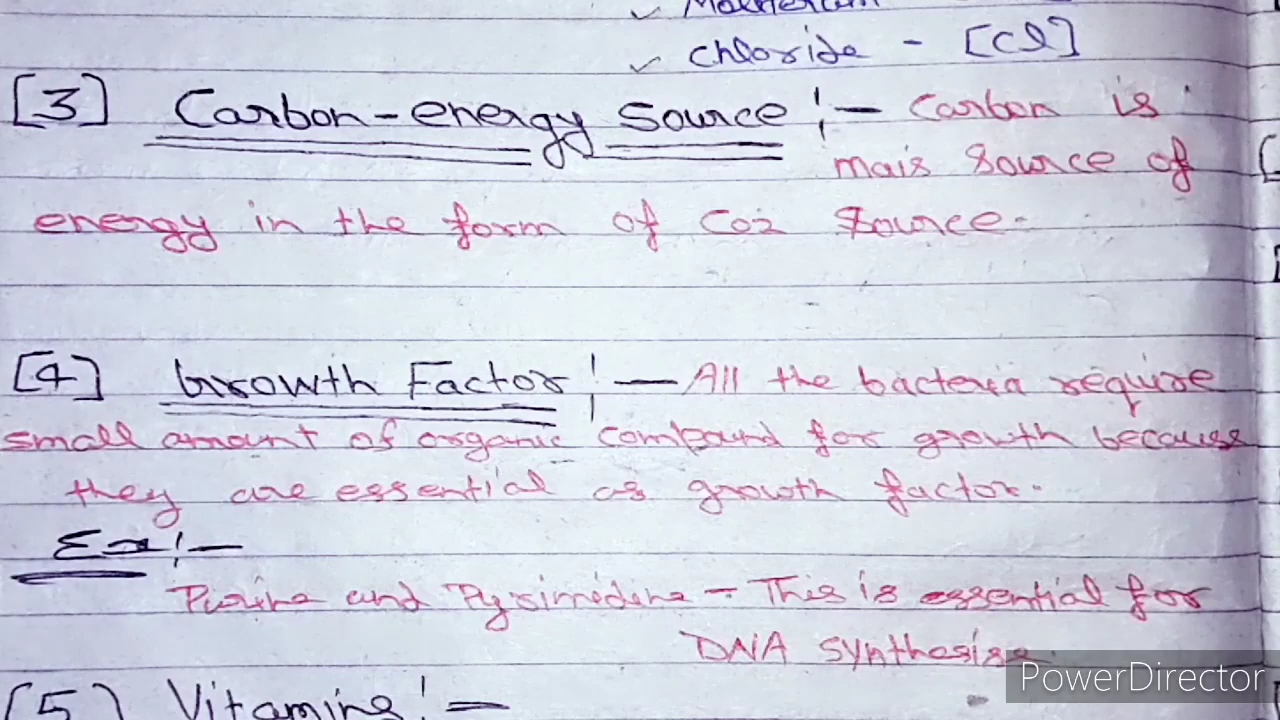 ✓ chloride - [Cl]
[3] Carbon-energy Source :- Carbon is
mais source of
energy in the form of Co2 source.
[4] Growth Factor :- All the bacteria require
small amount of organic compound for growth because
they are essential as growth factor.
Ex :-
Purine and Pyrimidine - This is essential for
DNA synthesise.
[5] Vitamins :-
PowerDirector